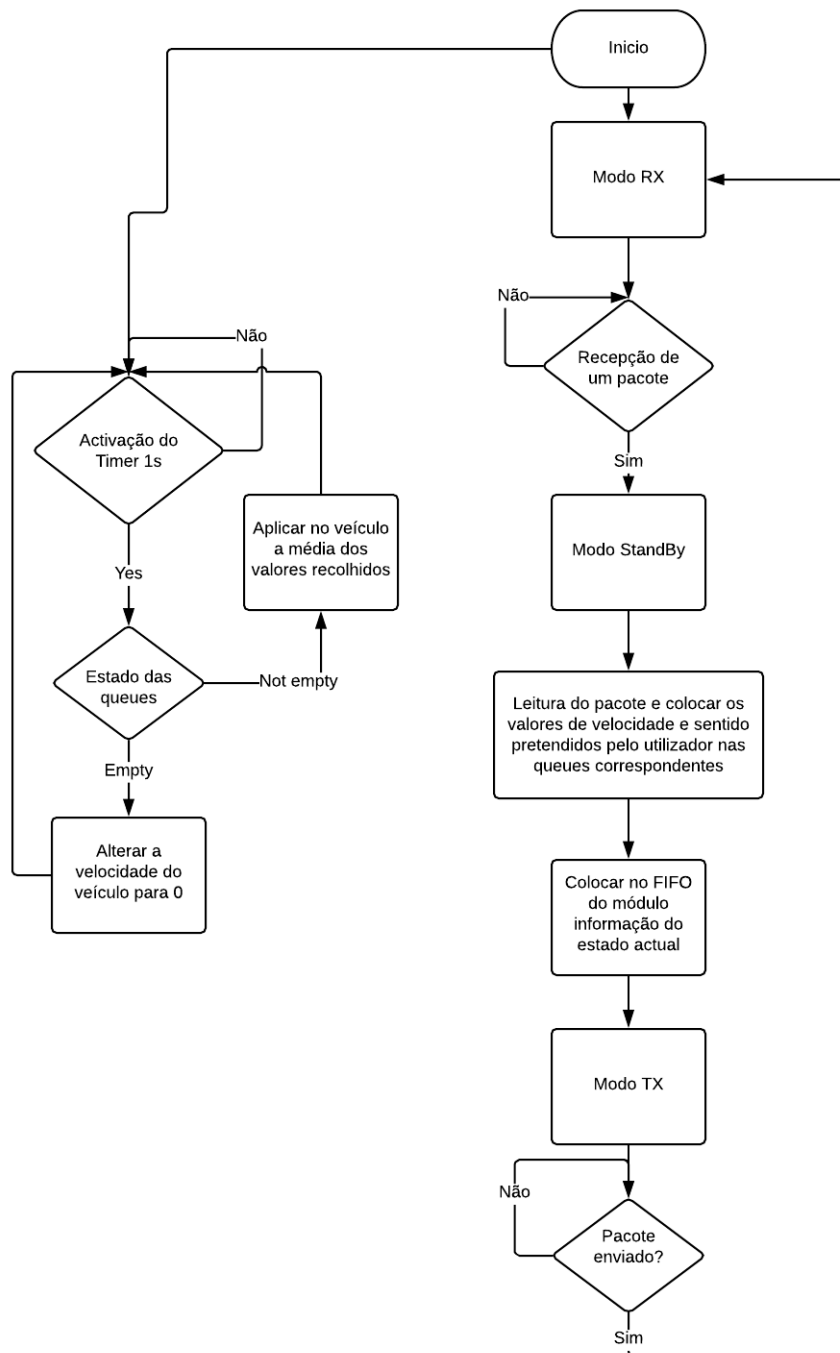 Inicio
Modo RX
Não
Recepção de
um pacote
Sim
Modo StandBy
Leitura do pacote e colocar os
valores de velocidade e sentido
pretendidos pelo utilizador nas
queues correspondentes
Colocar no FIFO
do módulo
informação do
estado actual
Modo TX
Não
Pacote
enviado?
Sim
Não
Activação do
Timer 1s
Yes
Aplicar no veículo
a média dos
valores recolhidos
Estado das
queues
Not empty
Empty
Alterar a
velocidade do
veículo para 0